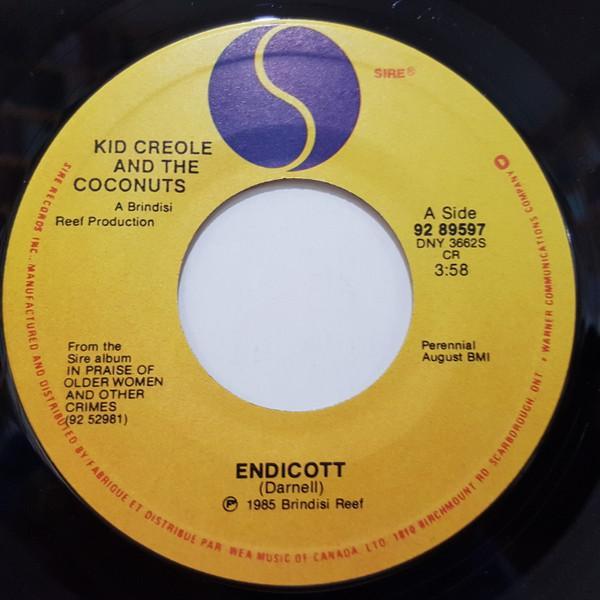 SIRE®
KID CREOLE
AND THE
COCONUTS
A Brindisi
Reef Production
A Side
92 89597
DNY 3662S
CR
3:58
From the
Sire album
IN PRAISE OF
OLDER WOMEN
AND OTHER
CRIMES
(92 52981)
Perennial
August BMI
ENDICOTT
(Darnell)
℗ 1985 Brindisi Reef
SIRE RECORDS INC., MANUFACTURED AND DISTRIBUTED BY/FABRIQUE ET DISTRIBUE PAR WEA MUSIC OF CANADA, LTD. 1810 BIRCHMOUNT RD. SCARBOROUGH, ONT. A WARNER COMMUNICATIONS COMPANY